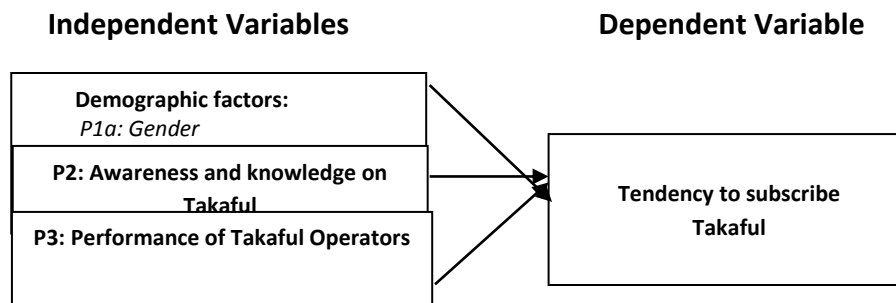 Independent Variables
Dependent Variable
Demographic factors:
P1a: Gender
P2: Awareness and knowledge on
Takaful
P3: Performance of Takaful Operators
Tendency to subscribe
Takaful